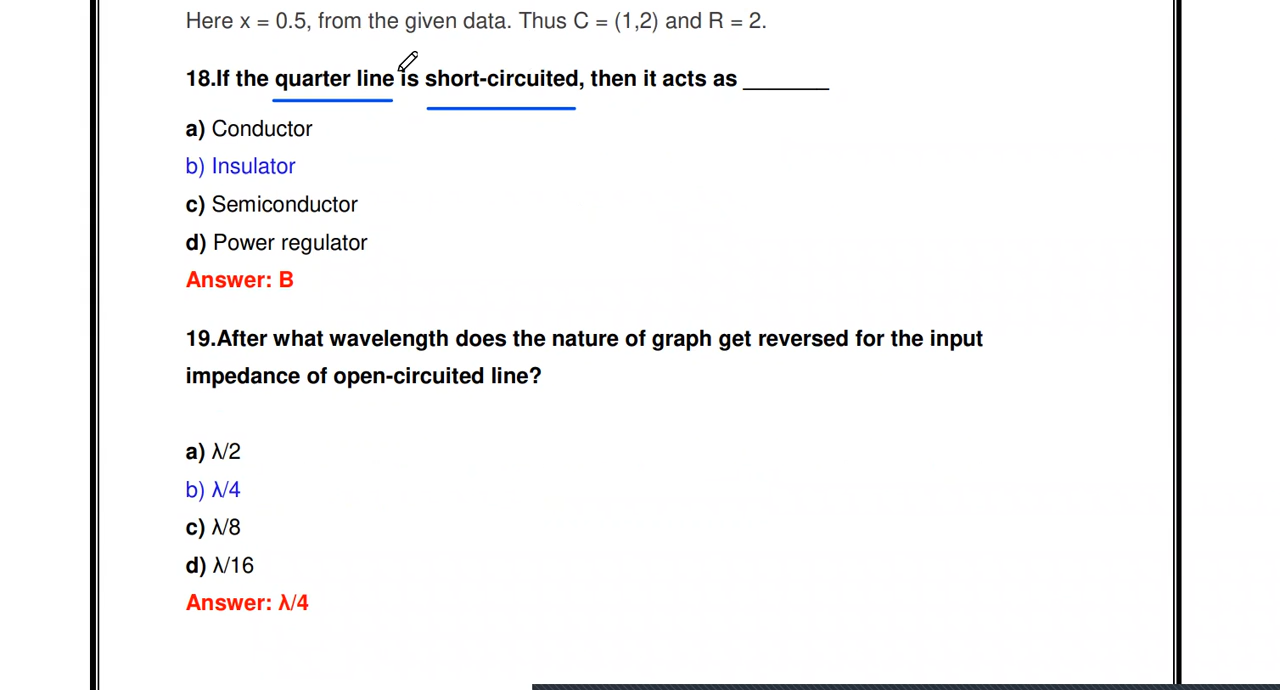 Here x = 0.5, from the given data. Thus C = (1,2) and R = 2.
18.If the quarter line is short-circuited, then it acts as _______
a) Conductor
b) Insulator
c) Semiconductor
d) Power regulator
Answer: B
19.After what wavelength does the nature of graph get reversed for the input
impedance of open-circuited line?
a) λ/2
b) λ/4
c) λ/8
d) λ/16
Answer: λ/4